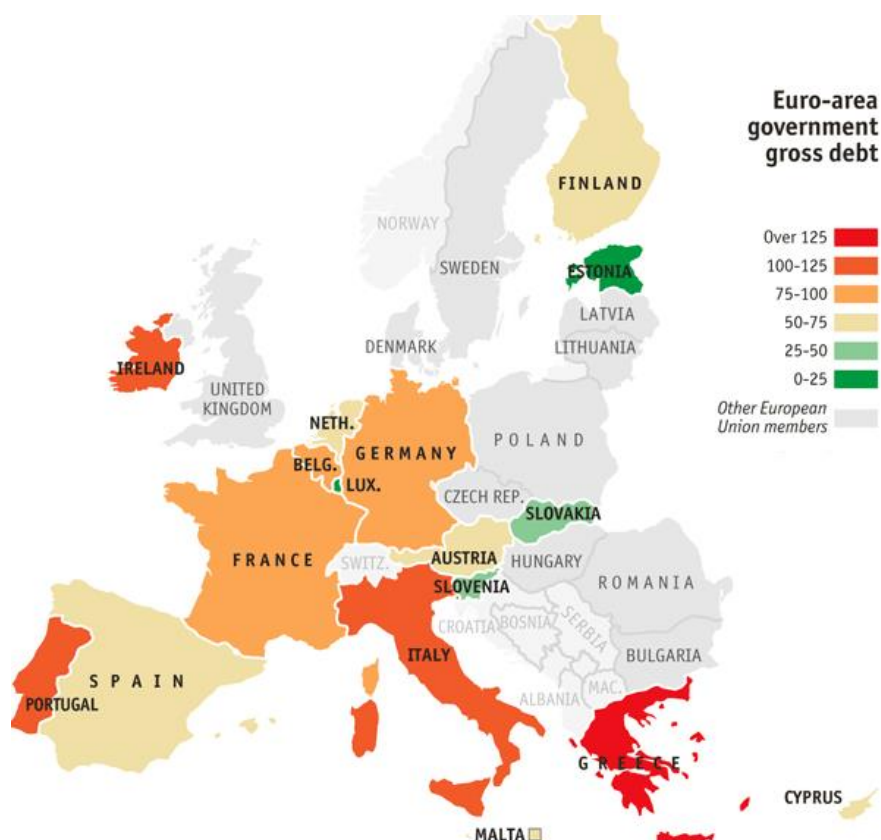 Euro-area
government
gross debt
Over 125
100-125
75-100
50-75
25-50
0-25
Other European
Union members
FINLAND
NORWAY
SWEDEN
ESTONIA
LATVIA
LITHUANIA
DENMARK
IRELAND
UNITED
KINGDOM
NETH.
GERMANY
POLAND
BELG.
LUX.
CZECH REP.
SLOVAKIA
FRANCE
SWITZ.
AUSTRIA
HUNGARY
SLOVENIA
ROMANIA
CROATIA
BOSNIA
SERBIA
ITALY
BULGARIA
SPAIN
PORTUGAL
ALBANIA
MAC.
GREECE
CYPRUS
MALTA